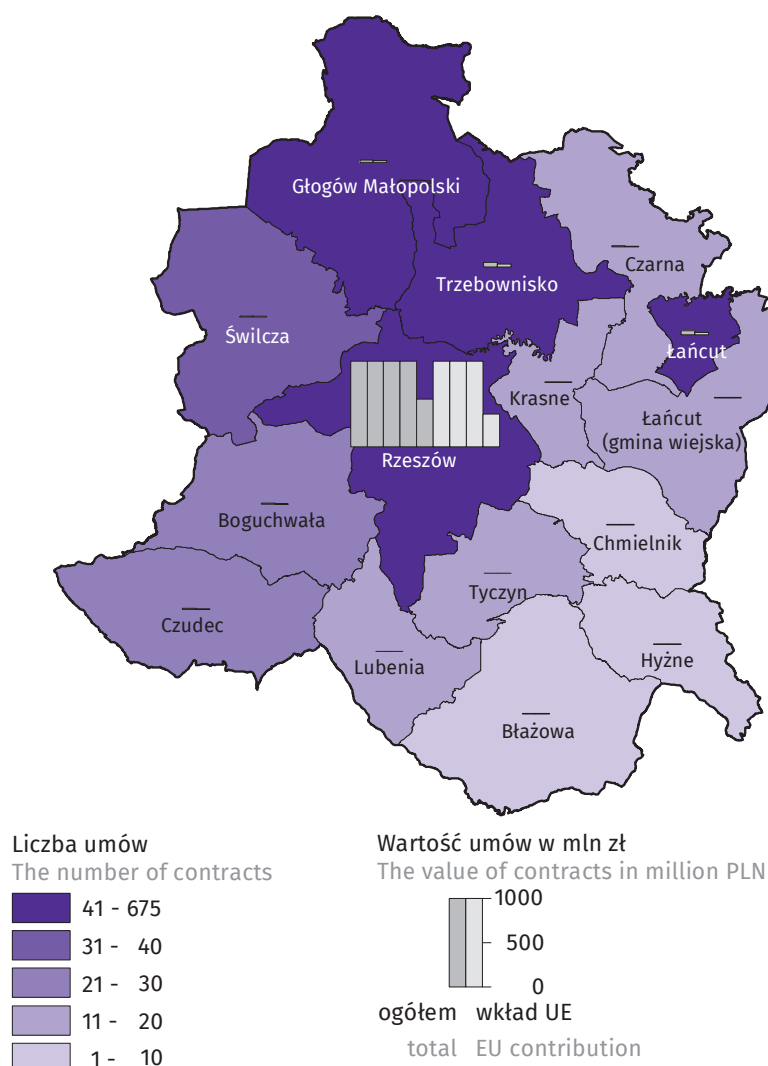 Głogów Małopolski
Trzebownisko
Czarna
Świlcza
Łańcut
Krasne
Łańcut
(gmina wiejska)
Rzeszów
Boguchwała
Chmielnik
Tyczyn
Czudec
Lubenia
Hyżne
Błażowa
Liczba umów
The number of contracts
41 - 675
31 - 40
21 - 30
11 - 20
1 - 10
Wartość umów w mln zł
The value of contracts in million PLN
1000
500
0
ogółem wkład UE
total EU contribution